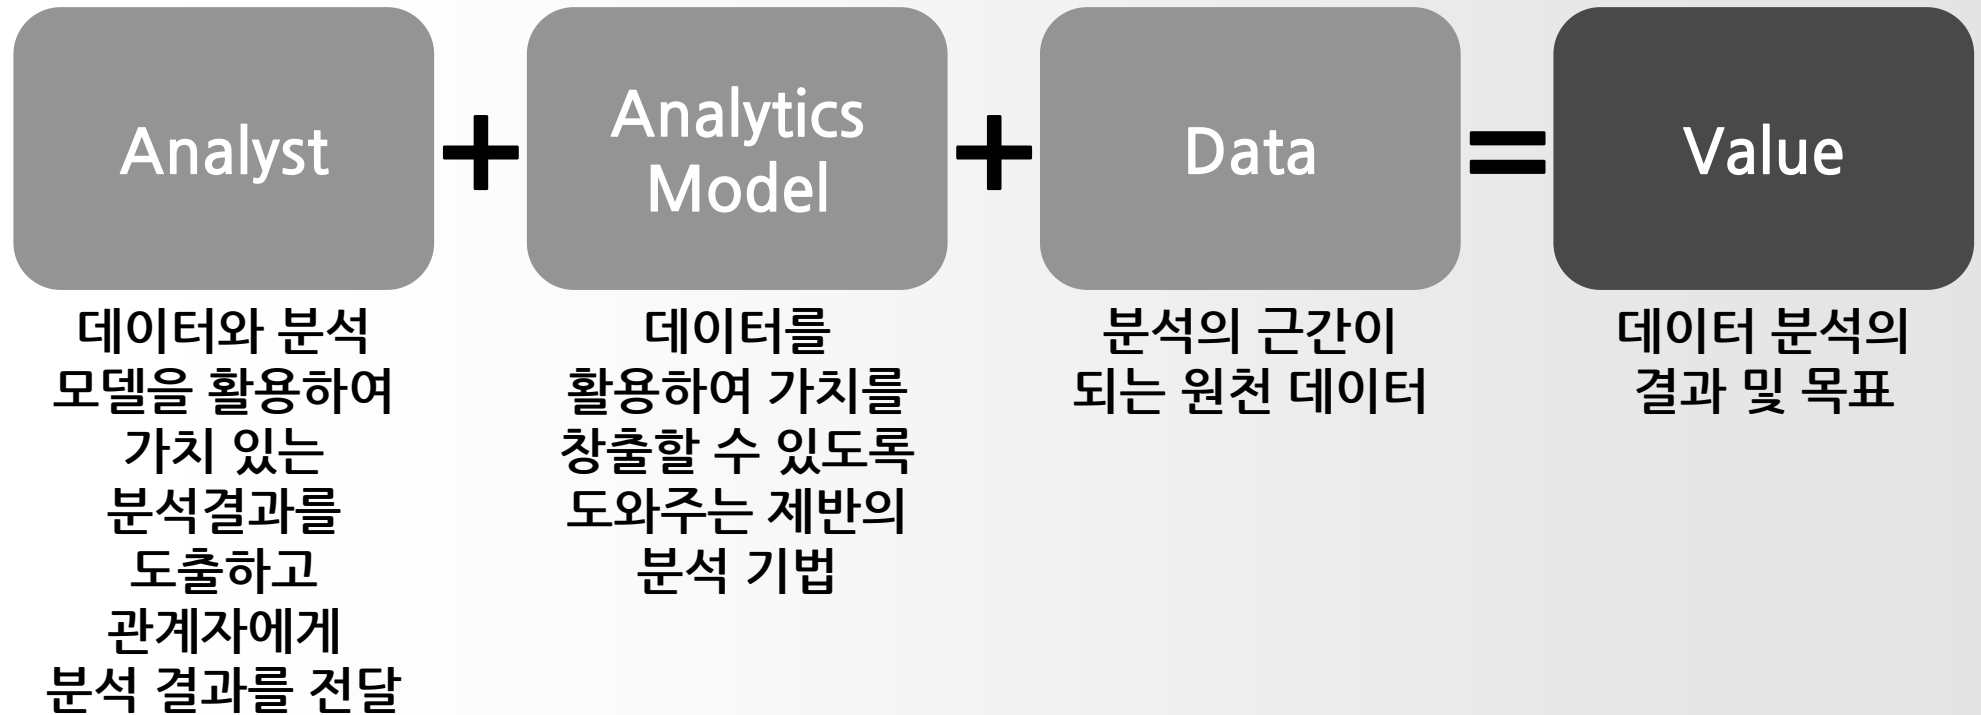 Analyst
+
Analytics
Model
+
Data
=
Value
데이터와 분석
모델을 활용하여
가치 있는
분석결과를
도출하고
관계자에게
분석 결과를 전달
데이터를
활용하여 가치를
창출할 수 있도록
도와주는 제반의
분석 기법
분석의 근간이
되는 원천 데이터
데이터 분석의
결과 및 목표